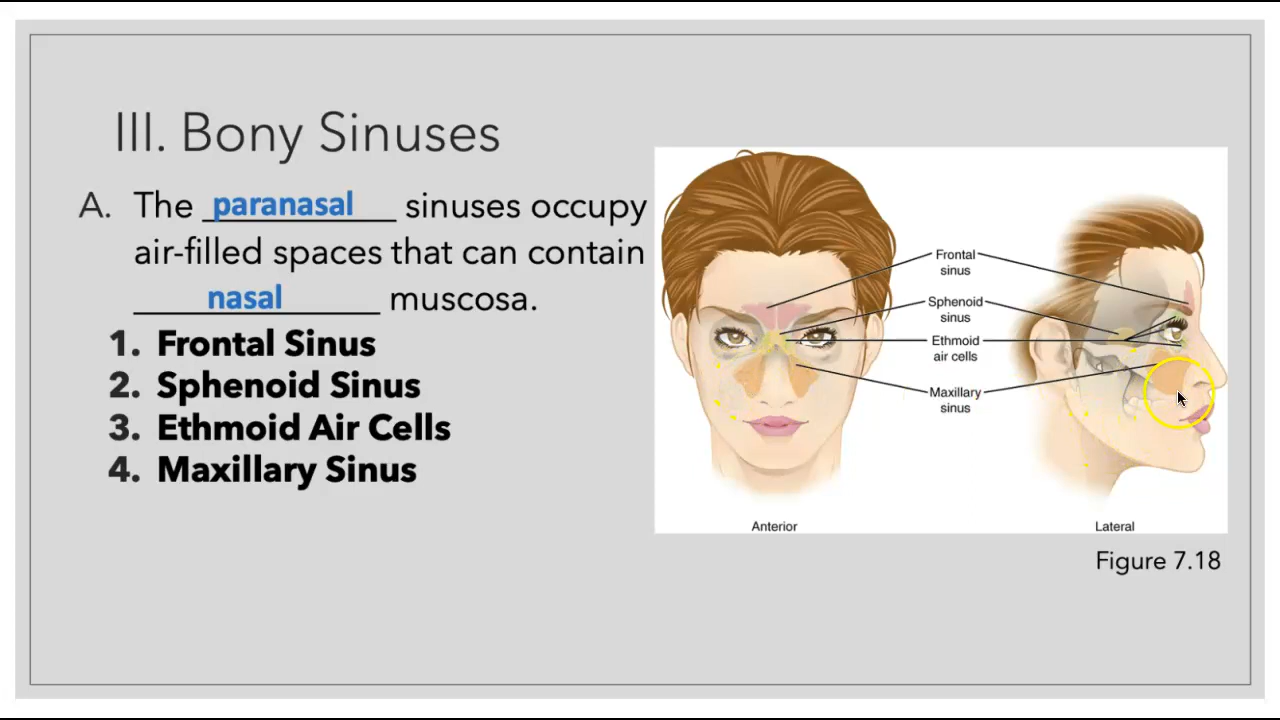 III. Bony Sinuses
A. The paranasal sinuses occupy
air-filled spaces that can contain
nasal muscosa.
1. Frontal Sinus
2. Sphenoid Sinus
3. Ethmoid Air Cells
4. Maxillary Sinus
Frontal
sinus
Sphenoid
sinus
Ethmoid
air cells
Maxillary
sinus
Anterior
Lateral
Figure 7.18